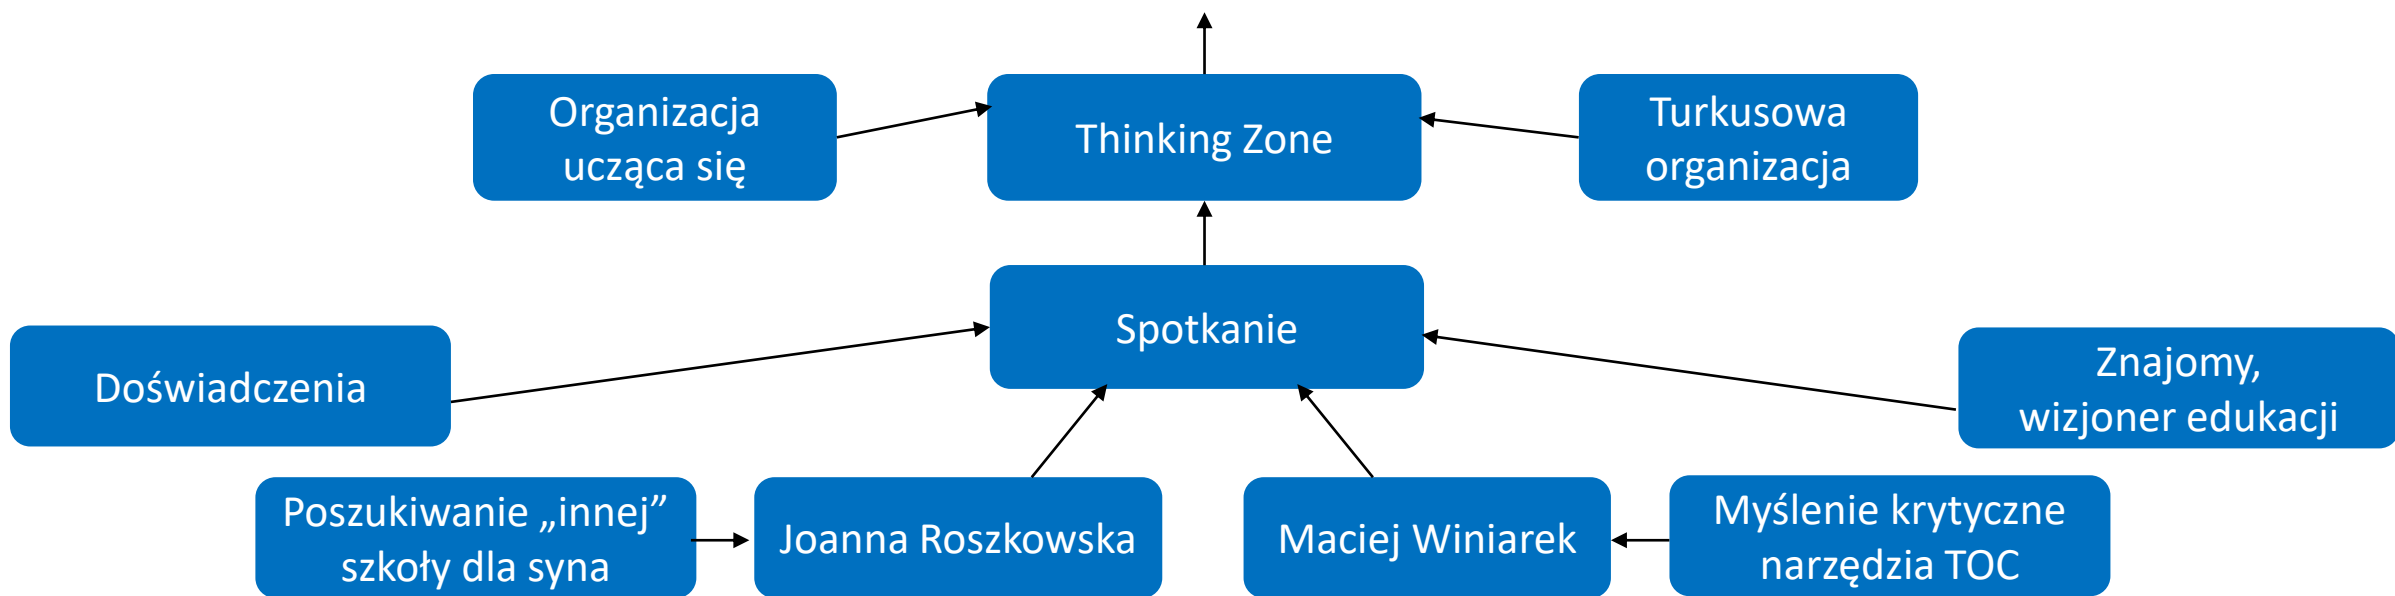 Organizacja
ucząca się
Thinking Zone
Turkusowa
organizacja
Spotkanie
Doświadczenia
Znajomy,
wizjoner edukacji
Poszukiwanie „innej”
szkoły dla syna
Joanna Roszkowska
Maciej Winiarek
Myślenie krytyczne
narzędzia TOC